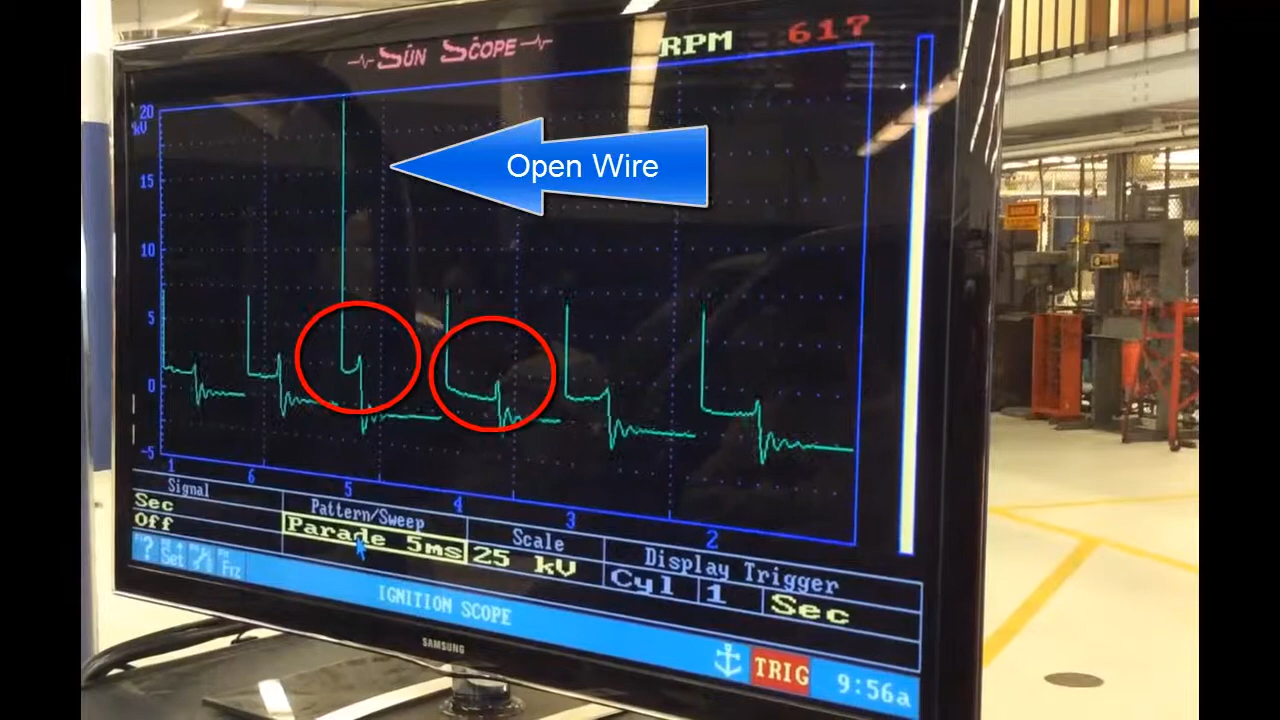 SUN SCOPE
RPM 617
Open Wire
20
kV
15
10
5
0
-5
1 6 5 4 3 2
Signal
Sec
Off
Pattern/Sweep
Parade 5ms
Scale
25 kV
Display Trigger
Cyl 1 Sec
?
Set
Frz
IGNITION SCOPE
SAMSUNG
TRIG
9:56a